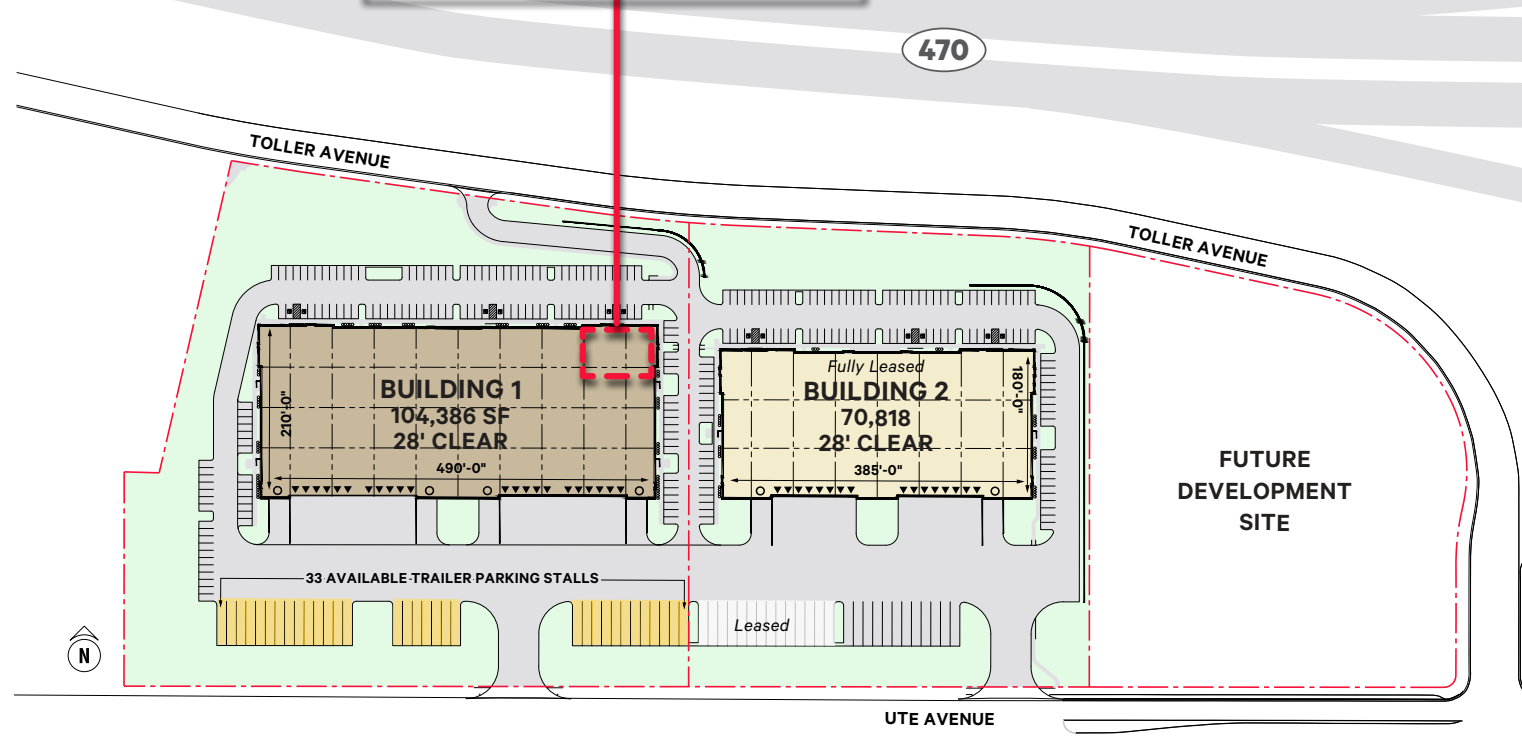 470
TOLLER AVENUE
TOLLER AVENUE
BUILDING 1
104,386 SF
28' CLEAR
490'-0"
210'-0"
Fully Leased
BUILDING 2
70,818
28' CLEAR
385'-0"
180'-0"
FUTURE
DEVELOPMENT
SITE
33 AVAILABLE TRAILER PARKING STALLS
Leased
N
UTE AVENUE